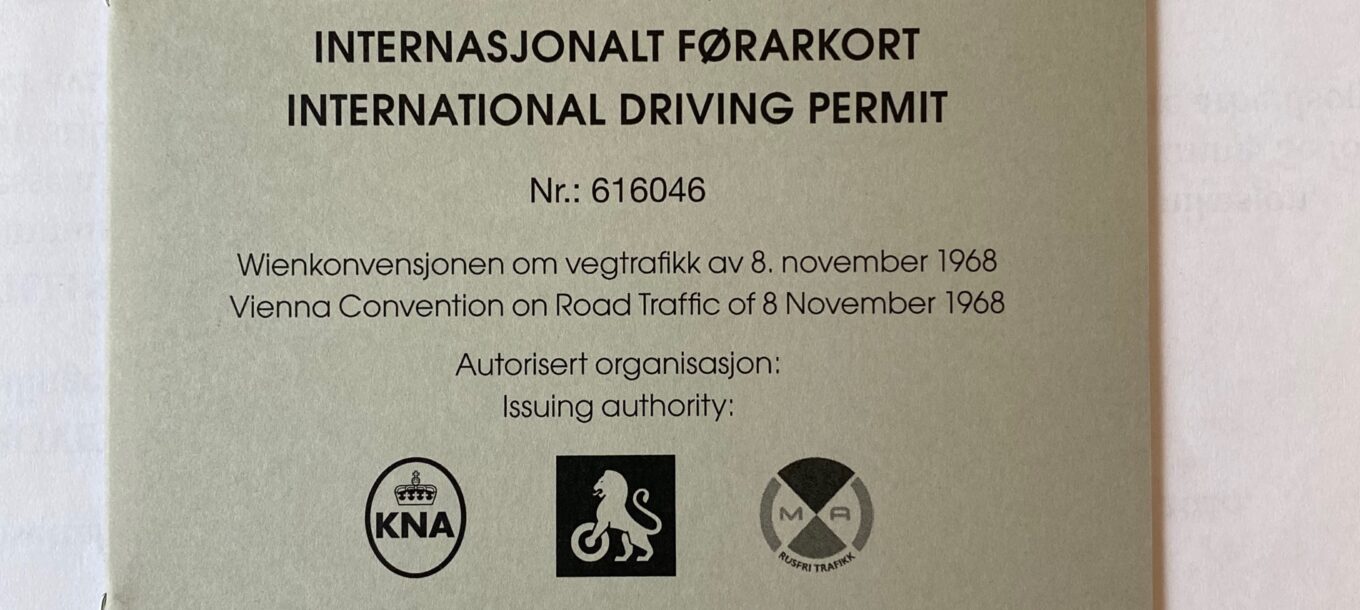 INTERNASJONALT FØRARKORT
INTERNATIONAL DRIVING PERMIT
Nr.: 616046
Wienkonvensjonen om vegtrafikk av 8. november 1968
Vienna Convention on Road Traffic of 8 November 1968
Autorisert organisasjon:
Issuing authority:
KNA
M A
RUSFRI TRAFIKK